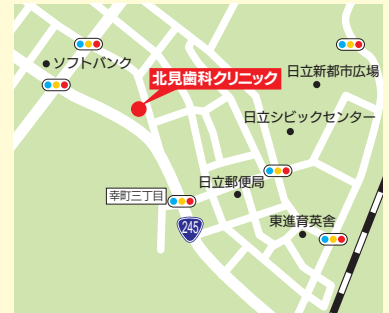 ソフトバンク
北見歯科クリニック
日立新都市広場
日立シビックセンター
日立郵便局
幸町三丁目
東進育英舎
245